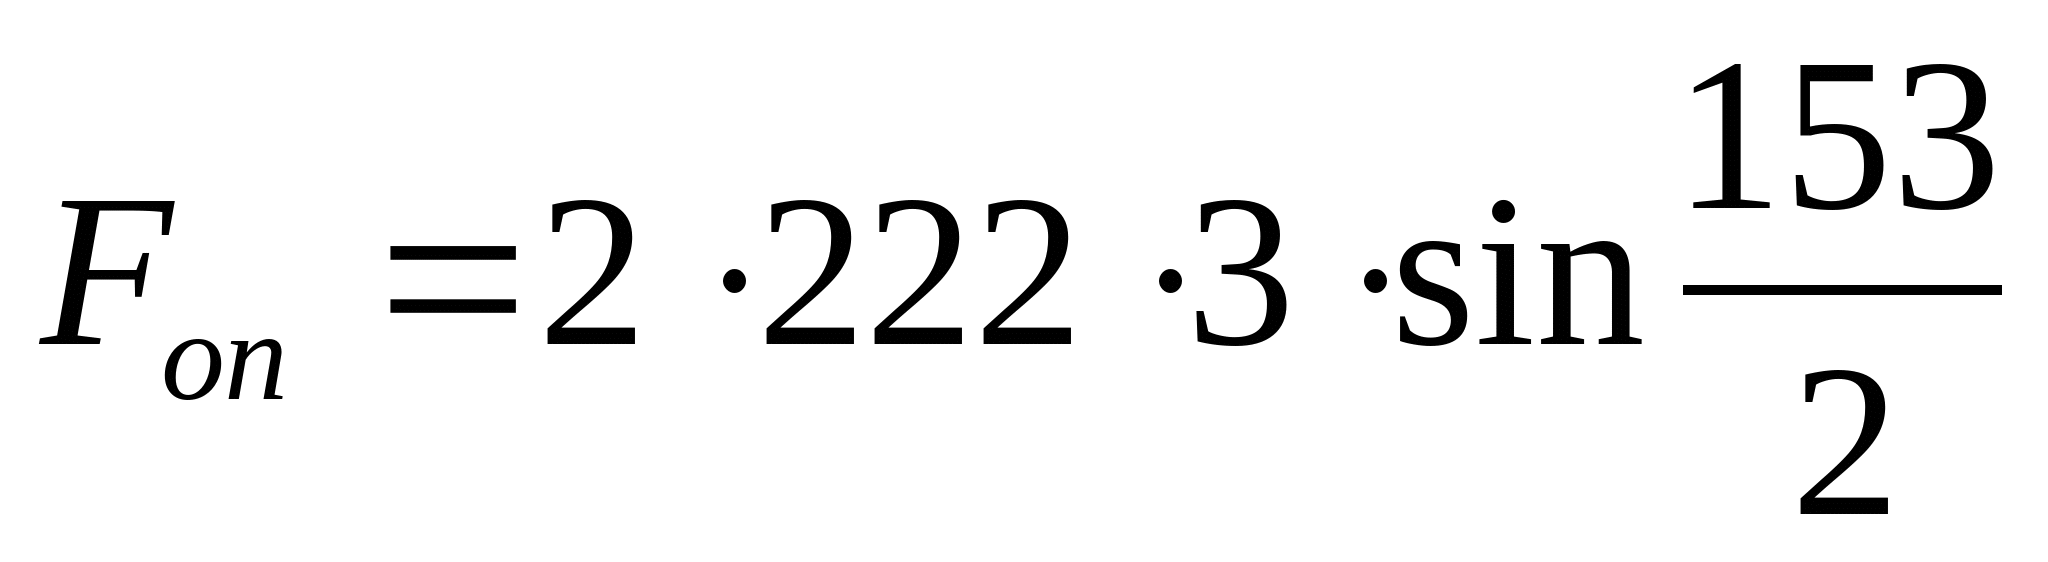 F_on = 2 · 222 · 3 · sin 153/2